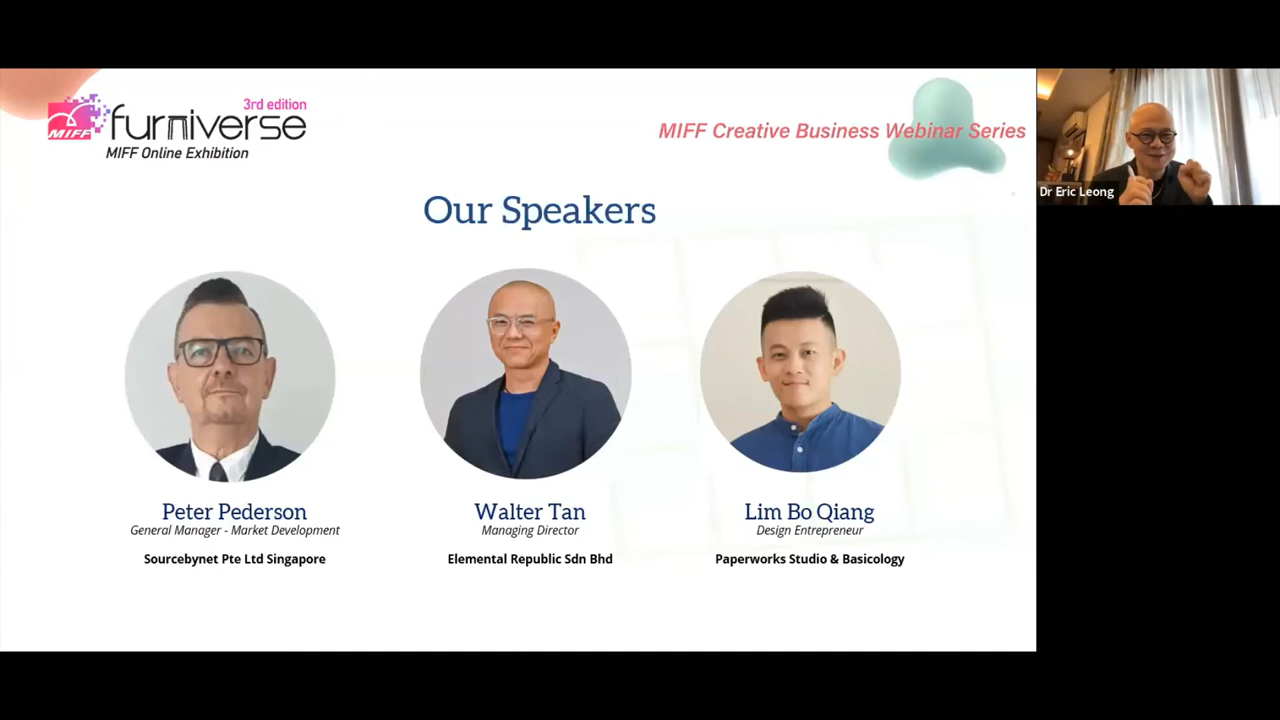 3rd edition
MIFF furniverse
MIFF Online Exhibition
MIFF Creative Business Webinar Series
Dr Eric Leong
Our Speakers
Peter Pederson
General Manager - Market Development
Sourcebynet Pte Ltd Singapore
Walter Tan
Managing Director
Elemental Republic Sdn Bhd
Lim Bo Qiang
Design Entrepreneur
Paperworks Studio & Basicology